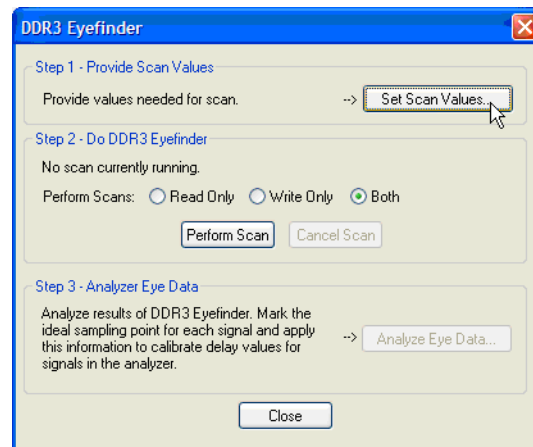 DDR3 Eyefinder
Step 1 - Provide Scan Values
Provide values needed for scan. --> Set Scan Values...
Step 2 - Do DDR3 Eyefinder
No scan currently running.
Perform Scans: Read Only Write Only Both
Perform Scan Cancel Scan
Step 3 - Analyzer Eye Data
Analyze results of DDR3 Eyefinder. Mark the
ideal sampling point for each signal and apply
this information to calibrate delay values for
signals in the analyzer.
--> Analyze Eye Data...
Close